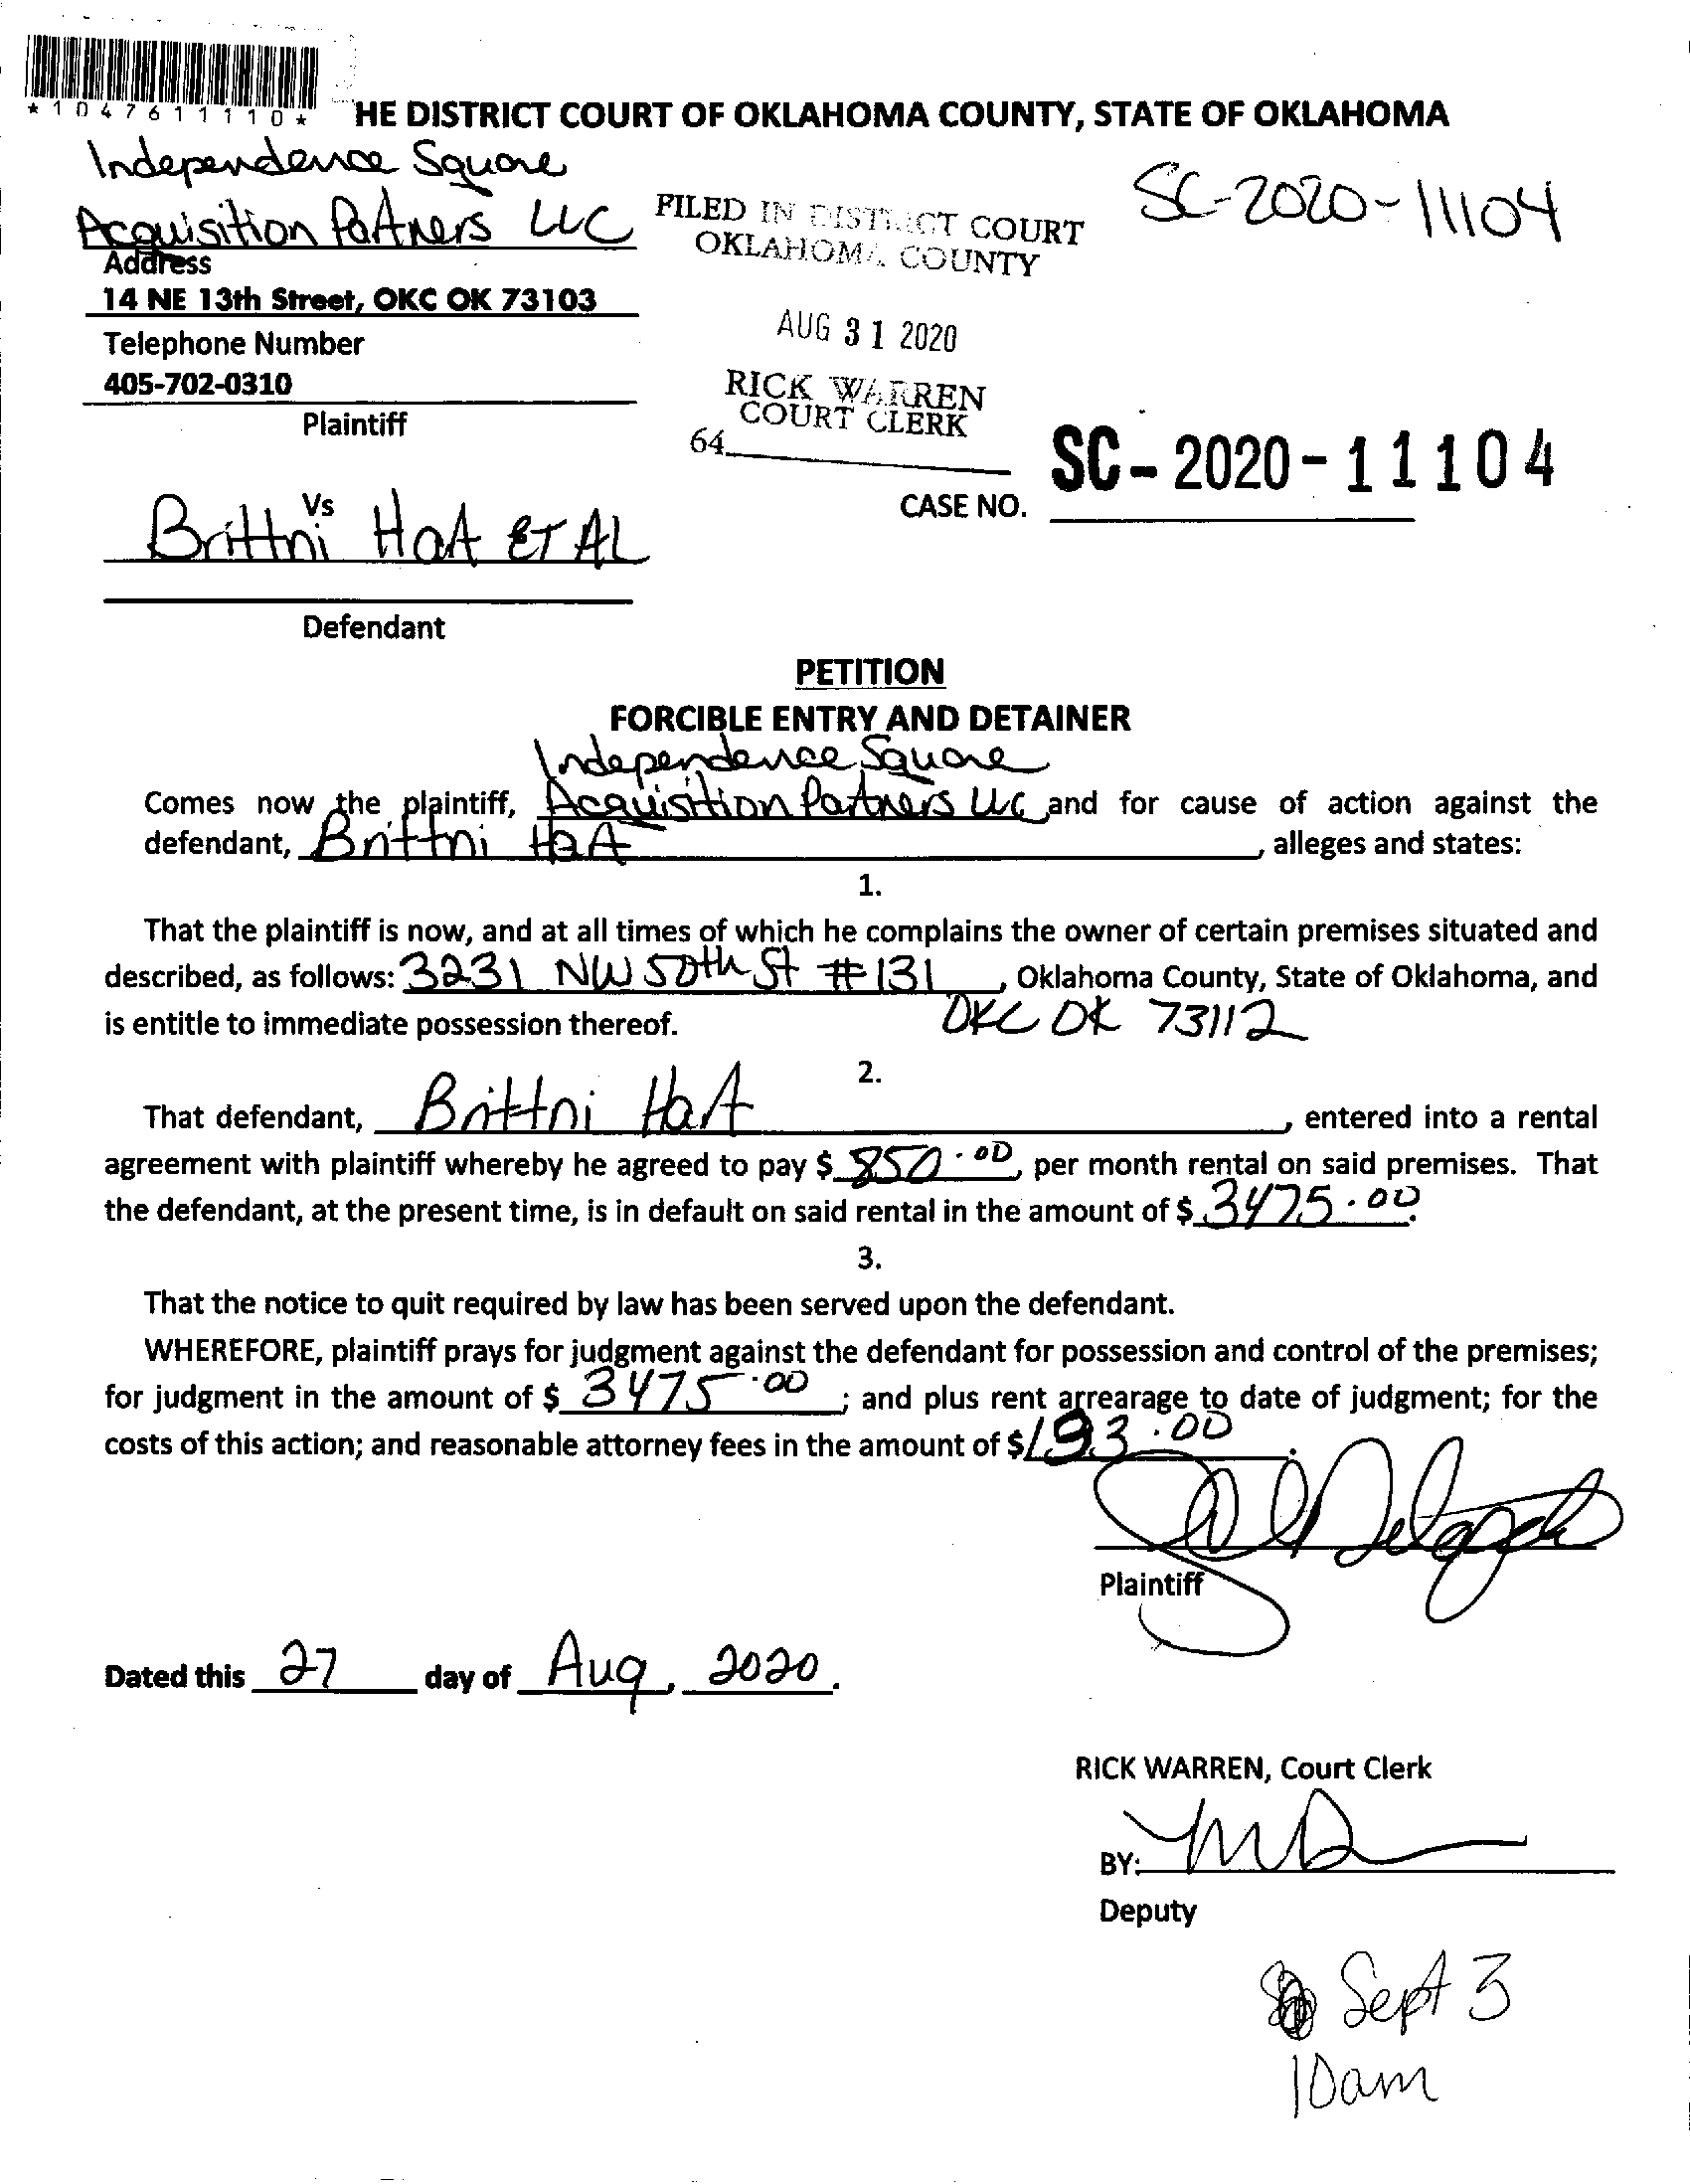 *1047611110*
HE DISTRICT COURT OF OKLAHOMA COUNTY, STATE OF OKLAHOMA
Independence Square
Acquisition Partners LLC
SC-2020-11104
FILED IN DISTRICT COURT
OKLAHOMA COUNTY
Address
14 NE 13th Street, OKC OK 73103
AUG 31 2020
Telephone Number
405-702-0310
RICK WARREN
COURT CLERK
Plaintiff
64
SC-2020-11104
CASE NO.
Vs
Brittni Hart ET AL
Defendant
PETITION
FORCIBLE ENTRY AND DETAINER
Independence Square
Comes now the plaintiff, Acquisition Partners LLC and for cause of action against the
defendant, Brittni Hart, alleges and states:
1.
That the plaintiff is now, and at all times of which he complains the owner of certain premises situated and
described, as follows: 3231 NW 50th St #131, Oklahoma County, State of Oklahoma, and
is entitle to immediate possession thereof. OKC OK 73112
2.
That defendant, Brittni Hart, entered into a rental
agreement with plaintiff whereby he agreed to pay $ 850.00, per month rental on said premises. That
the defendant, at the present time, is in default on said rental in the amount of $ 3475.00.
3.
That the notice to quit required by law has been served upon the defendant.
WHEREFORE, plaintiff prays for judgment against the defendant for possession and control of the premises;
for judgment in the amount of $ 3475.00; and plus rent arrearage to date of judgment; for the
costs of this action; and reasonable attorney fees in the amount of $193.00.
Plaintiff
Dated this 27 day of Aug, 2020.
RICK WARREN, Court Clerk
BY:
Deputy
Sept 3
10am